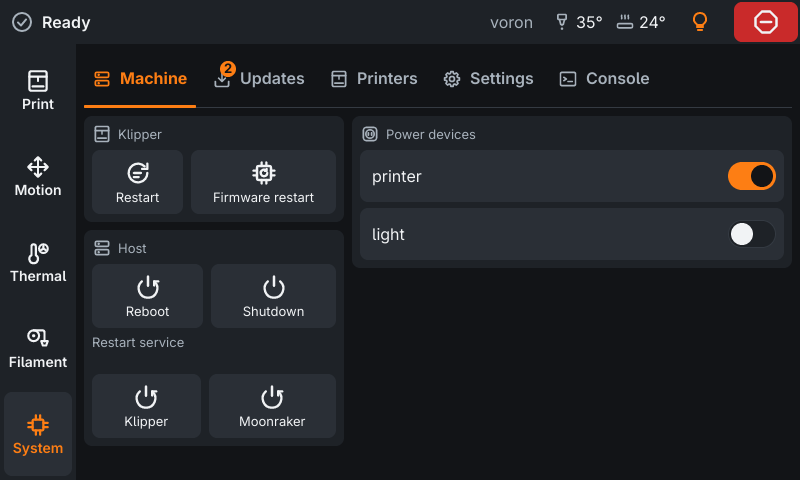 Ready
voron
35°
24°
Print
Motion
Thermal
Filament
System
Machine
2
Updates
Printers
Settings
Console
Klipper
Restart
Firmware restart
Host
Reboot
Shutdown
Restart service
Klipper
Moonraker
Power devices
printer
light